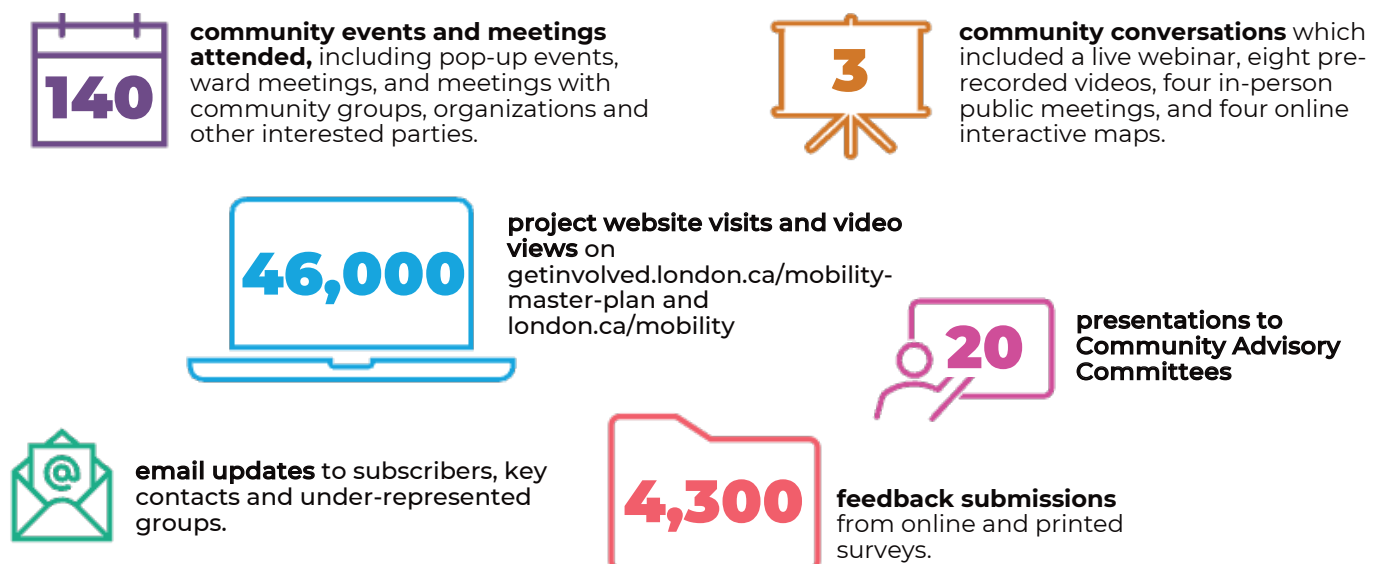 140
community events and meetings
attended, including pop-up events,
ward meetings, and meetings with
community groups, organizations and
other interested parties.
3
community conversations which
included a live webinar, eight pre-
recorded videos, four in-person
public meetings, and four online
interactive maps.
46,000
project website visits and video
views on
getinvolved.london.ca/mobility-
master-plan and
london.ca/mobility
20
presentations to
Community Advisory
Committees
@
email updates to subscribers, key
contacts and under-represented
groups.
4,300
feedback submissions
from online and printed
surveys.